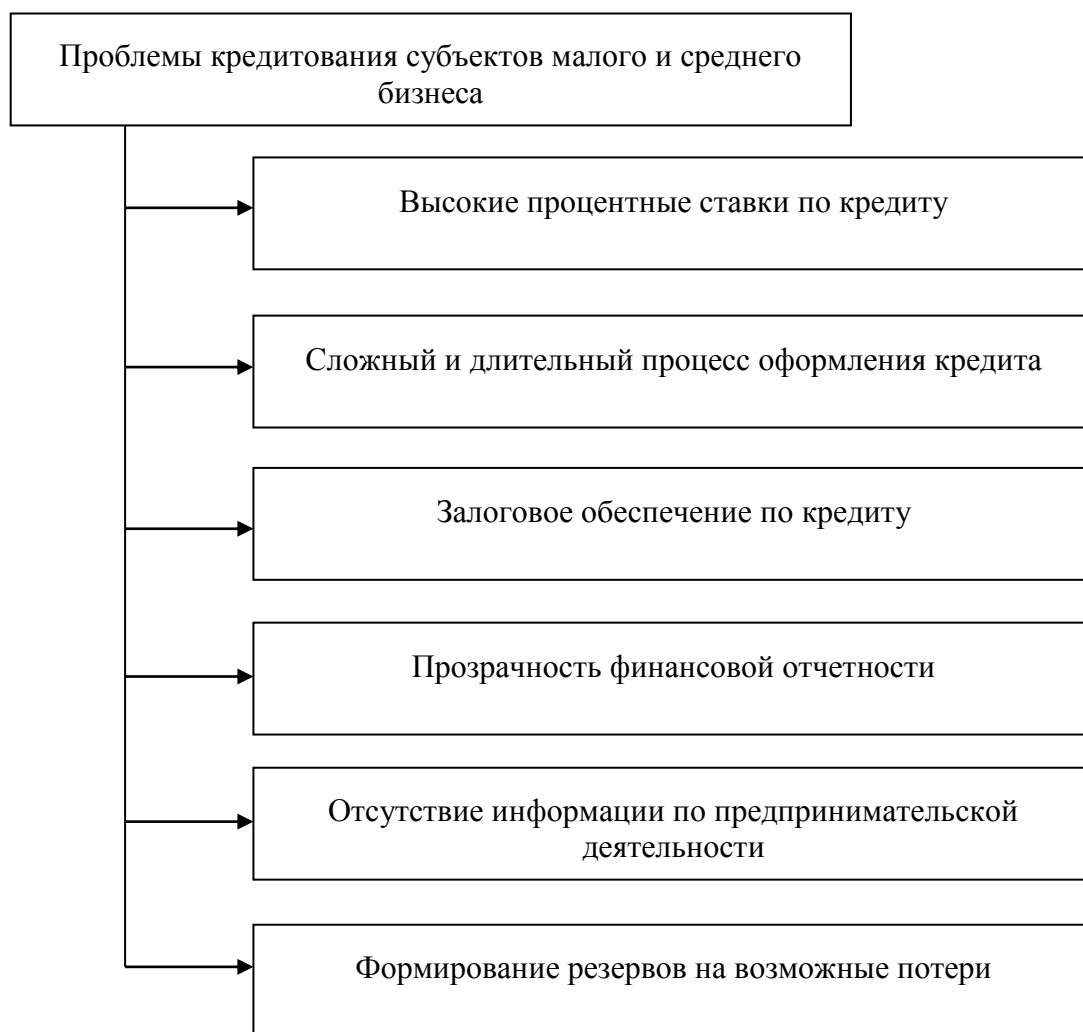 Проблемы кредитования субъектов малого и среднего
бизнеса
Высокие процентные ставки по кредиту
Сложный и длительный процесс оформления кредита
Залоговое обеспечение по кредиту
Прозрачность финансовой отчетности
Отсутствие информации по предпринимательской
деятельности
Формирование резервов на возможные потери